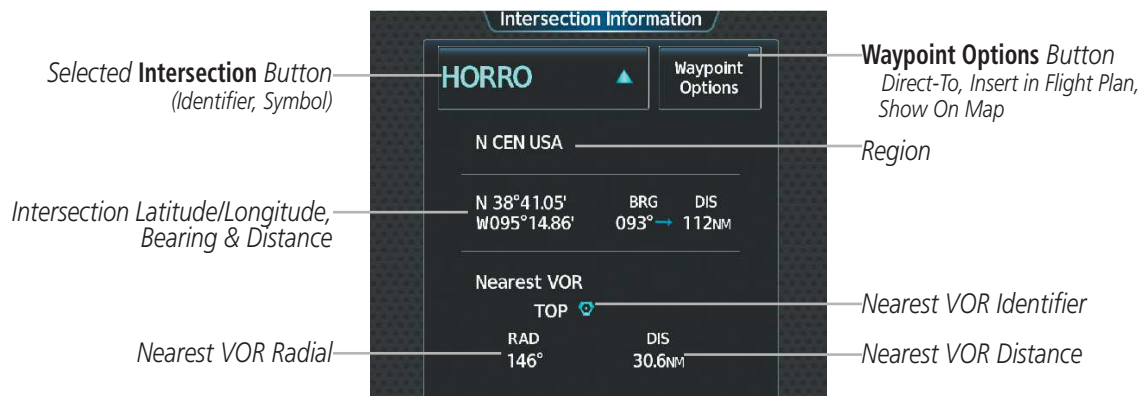 Intersection Information
Selected Intersection Button
(Identifier, Symbol)
HORRO
Waypoint
Options
Waypoint Options Button
Direct-To, Insert in Flight Plan,
Show On Map
N CEN USA
Region
Intersection Latitude/Longitude,
Bearing & Distance
N 38°41.05'
W095°14.86'
BRG
093°→
DIS
112NM
Nearest VOR
TOP
Nearest VOR Identifier
Nearest VOR Radial
RAD
146°
DIS
30.6NM
Nearest VOR Distance